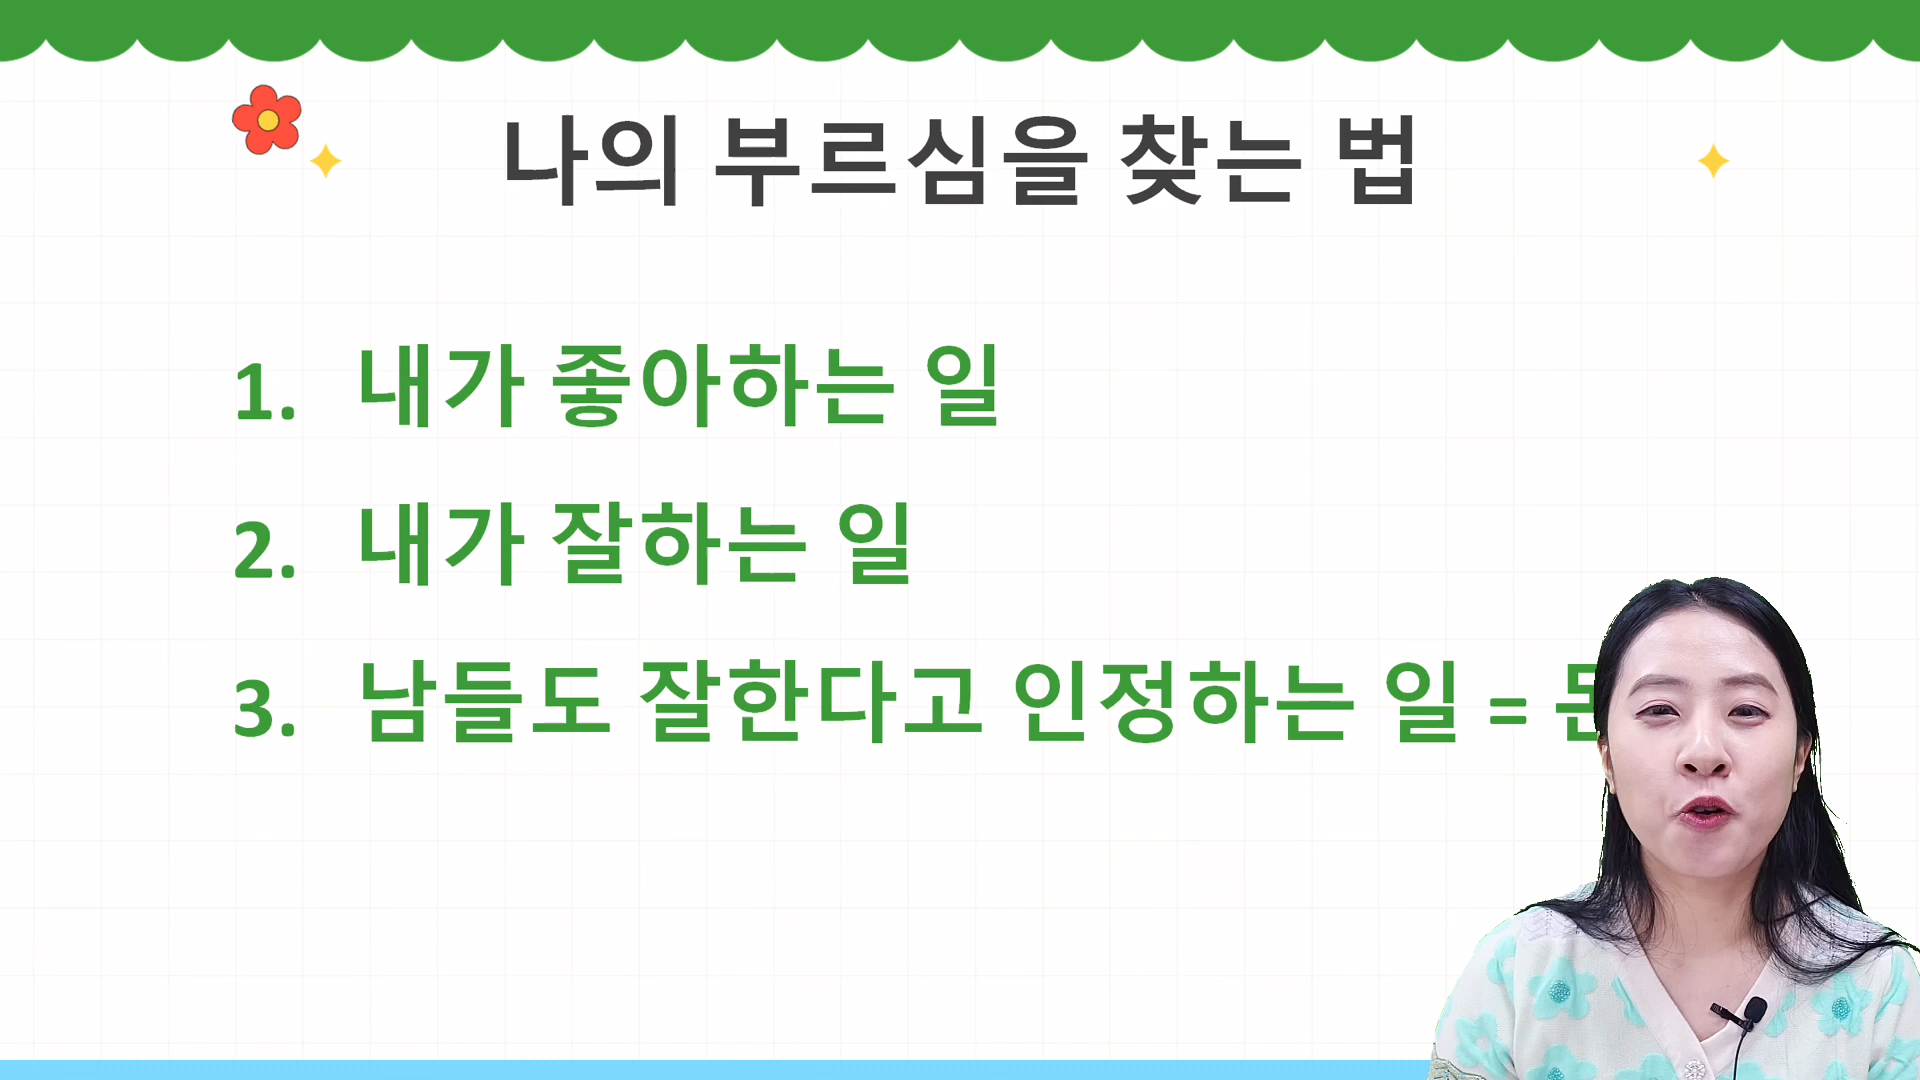 나의 부르심을 찾는 법
1. 내가 좋아하는 일
2. 내가 잘하는 일
3. 남들도 잘한다고 인정하는 일 =